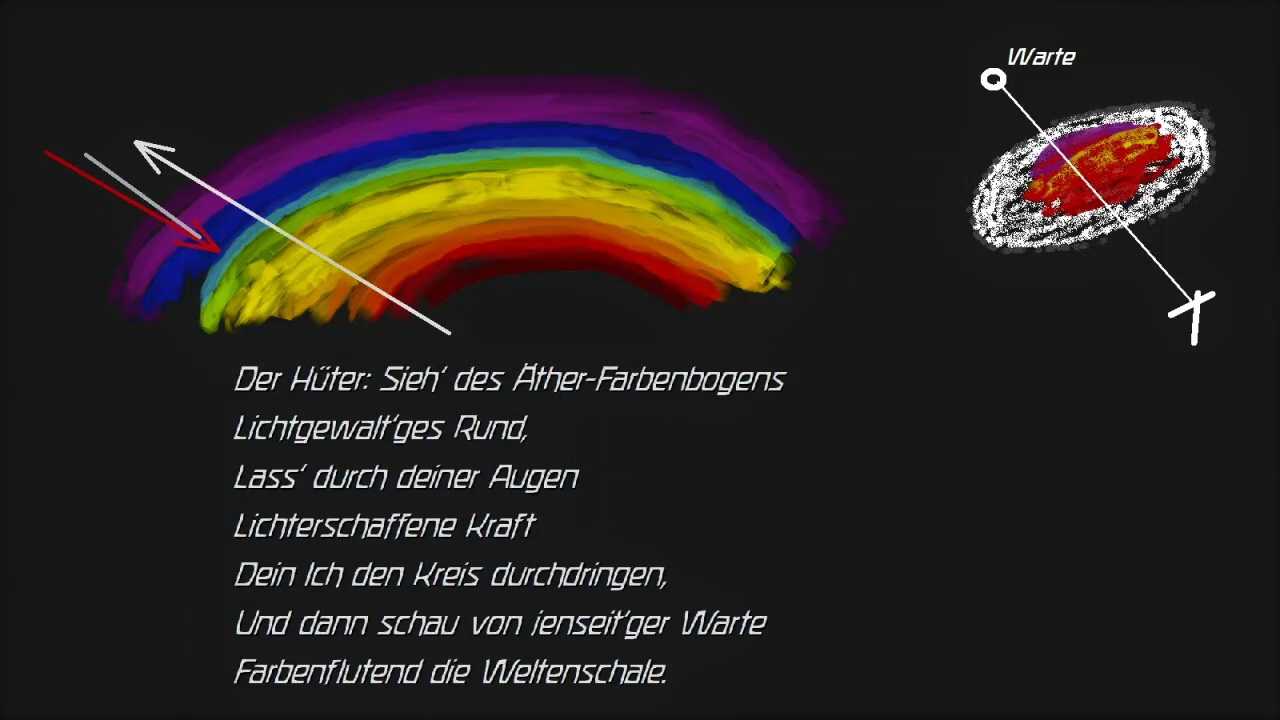 Warte
Der Hüter: Sieh' des Äther-Farbenbogens
Lichtgewalt'ges Rund,
Lass' durch deiner Augen
Lichterschaffene Kraft
Dein Ich den Kreis durchdringen,
Und dann schau von jenseit'ger Warte
Farbenflutend die Weltenschale.